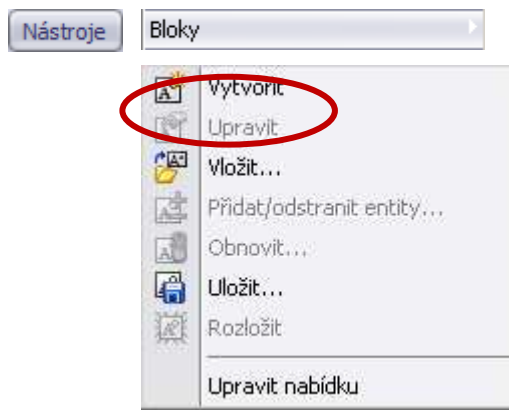 Nástroje
Bloky
Vytvořit
Upravit
Vložit...
Přidat/odstranit entity...
Obnovit...
Uložit...
Rozložit
Upravit nabídku